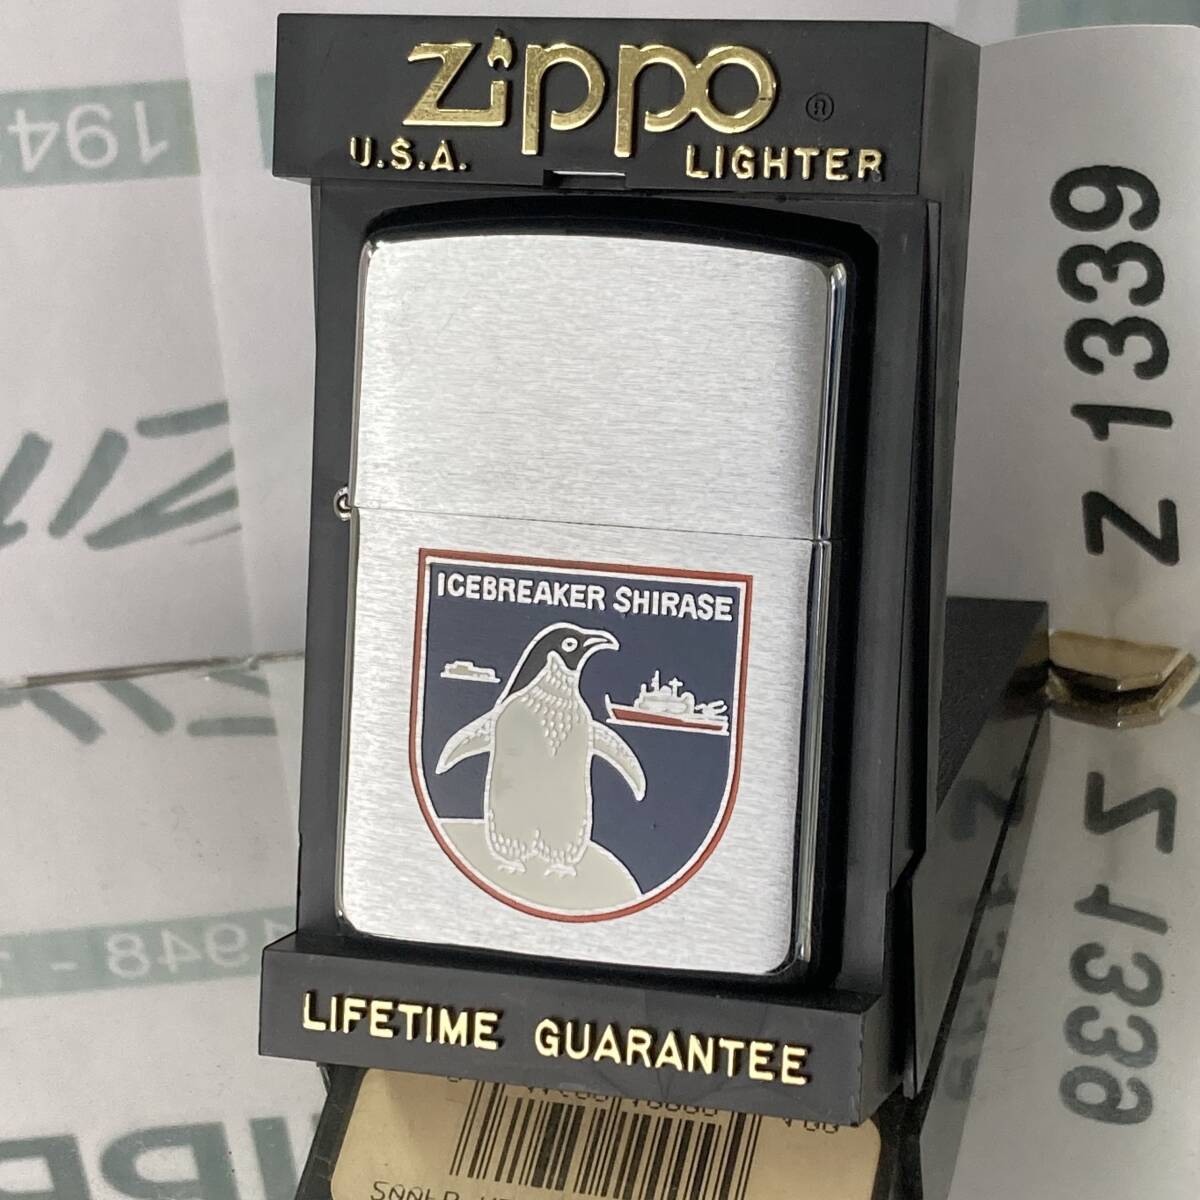 Zippo ®
U.S.A. LIGHTER
ICEBREAKER SHIRASE
LIFETIME GUARANTEE
Z 1339